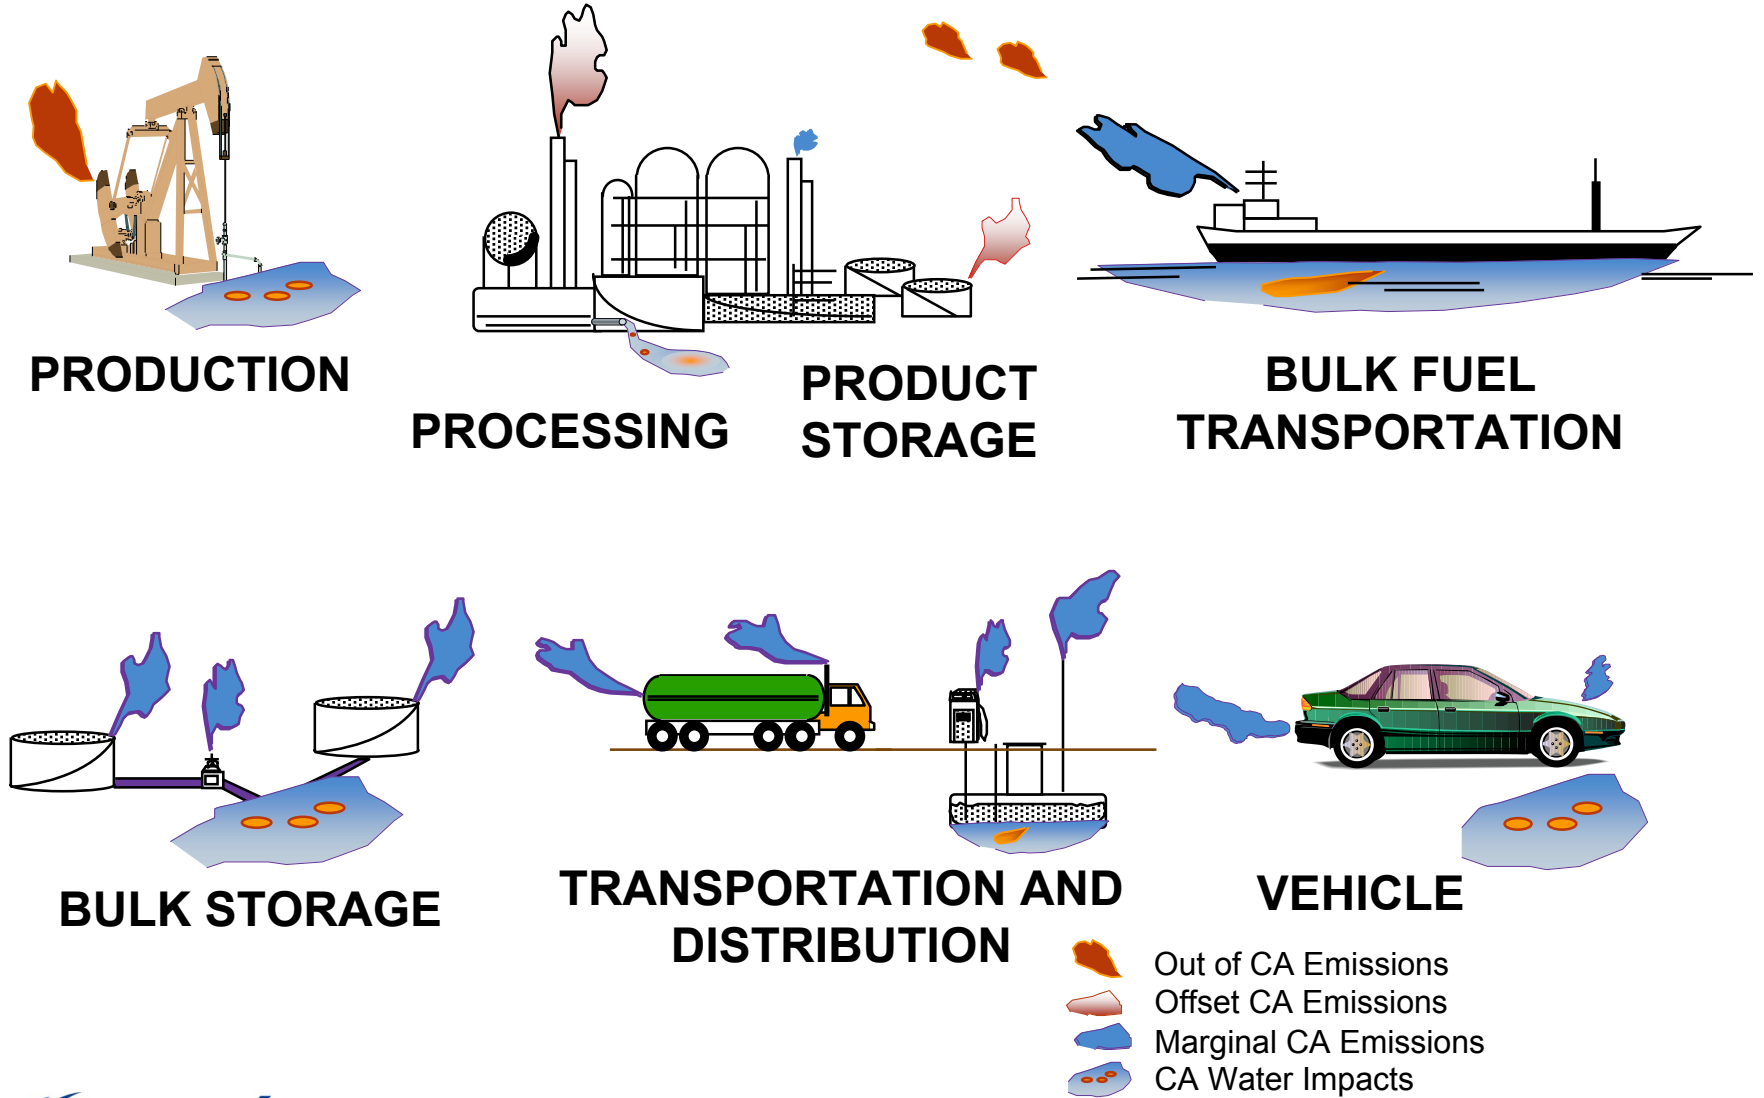 PRODUCTION
PROCESSING
PRODUCT
STORAGE
BULK FUEL
TRANSPORTATION
BULK STORAGE
TRANSPORTATION AND
DISTRIBUTION
VEHICLE
Out of CA Emissions
Offset CA Emissions
Marginal CA Emissions
CA Water Impacts